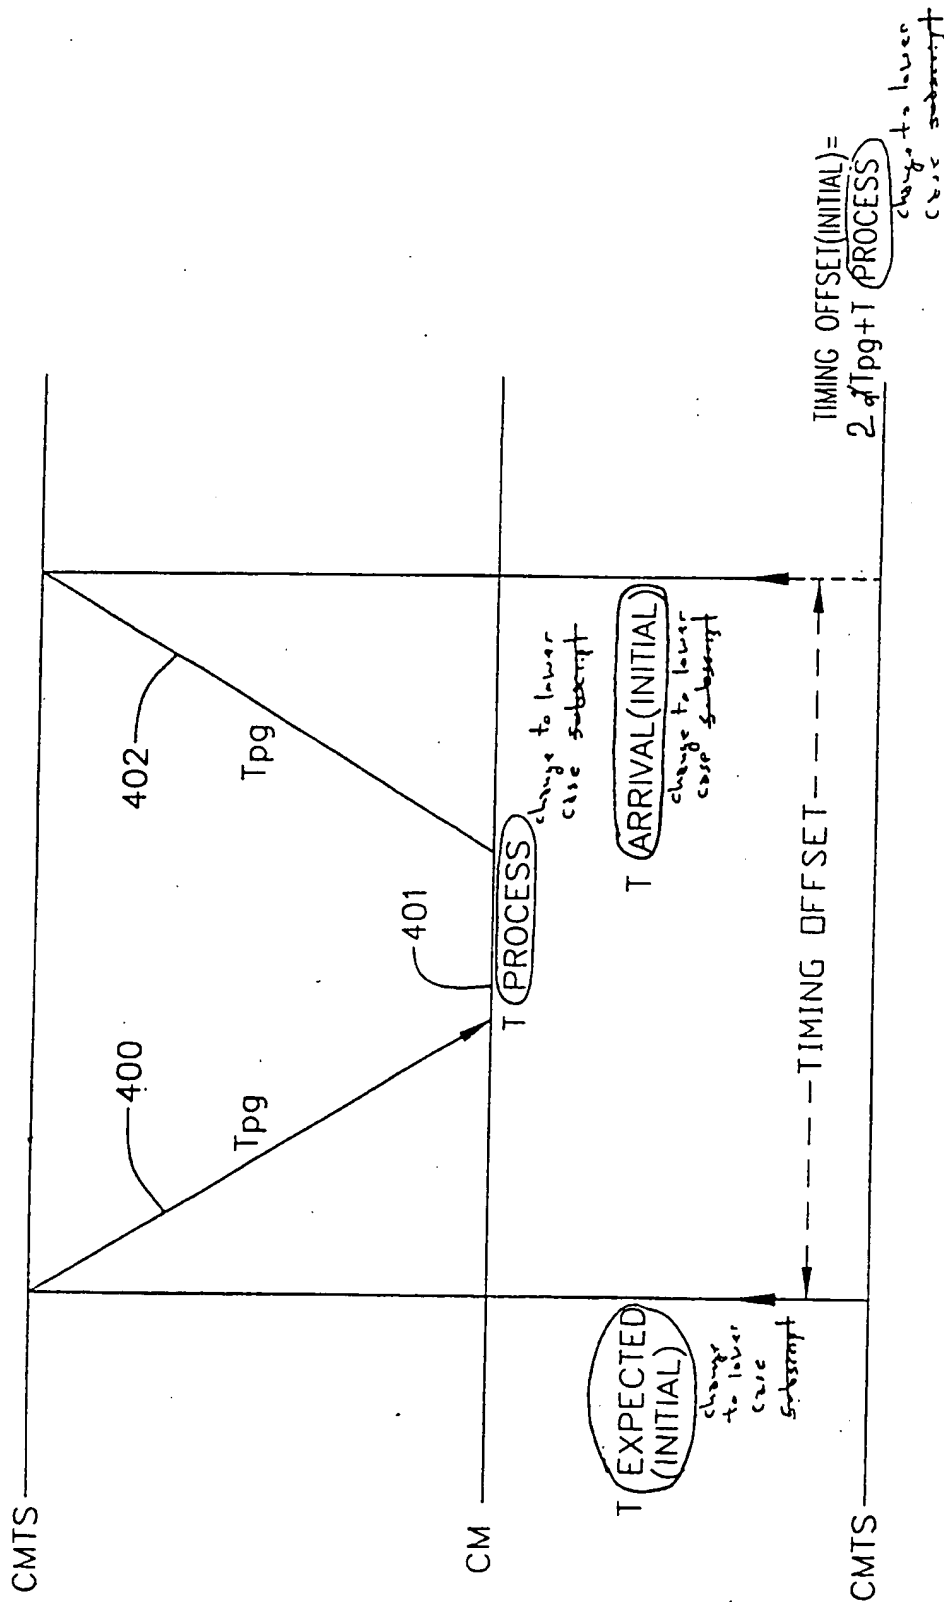 CMTS
400
Tpg
402
Tpg
CM
401
T PROCESS
change to lower
case subscript
T EXPECTED
(INITIAL)
change
to lower
case
subscript
T ARRIVAL(INITIAL)
change to lower
case subscript
TIMING OFFSET
CMTS
TIMING OFFSET(INITIAL)=
2 Tpg+T PROCESS
change to lower
case subscript